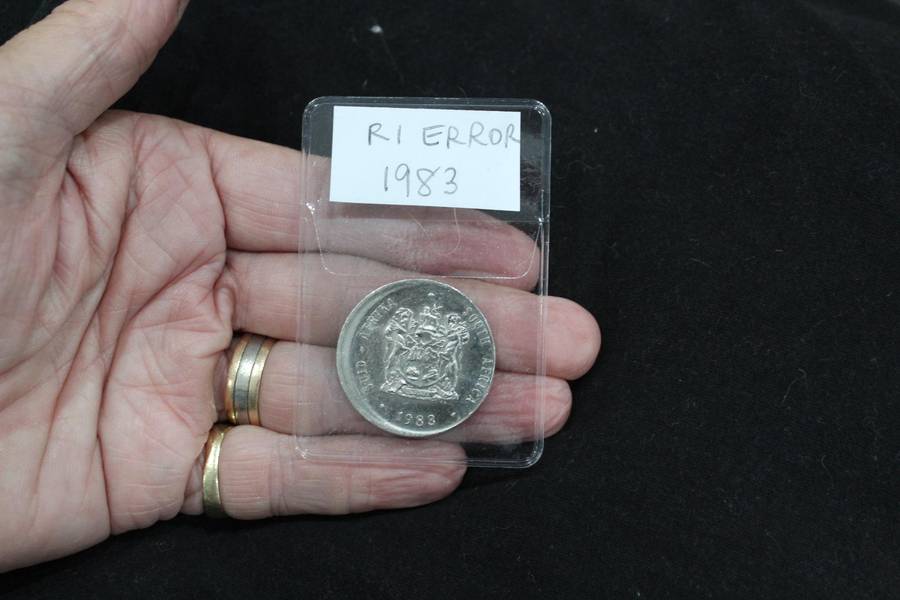 R1 ERROR
1983
SUID - AFRIKA SOUTH AFRICA
• 1983 •